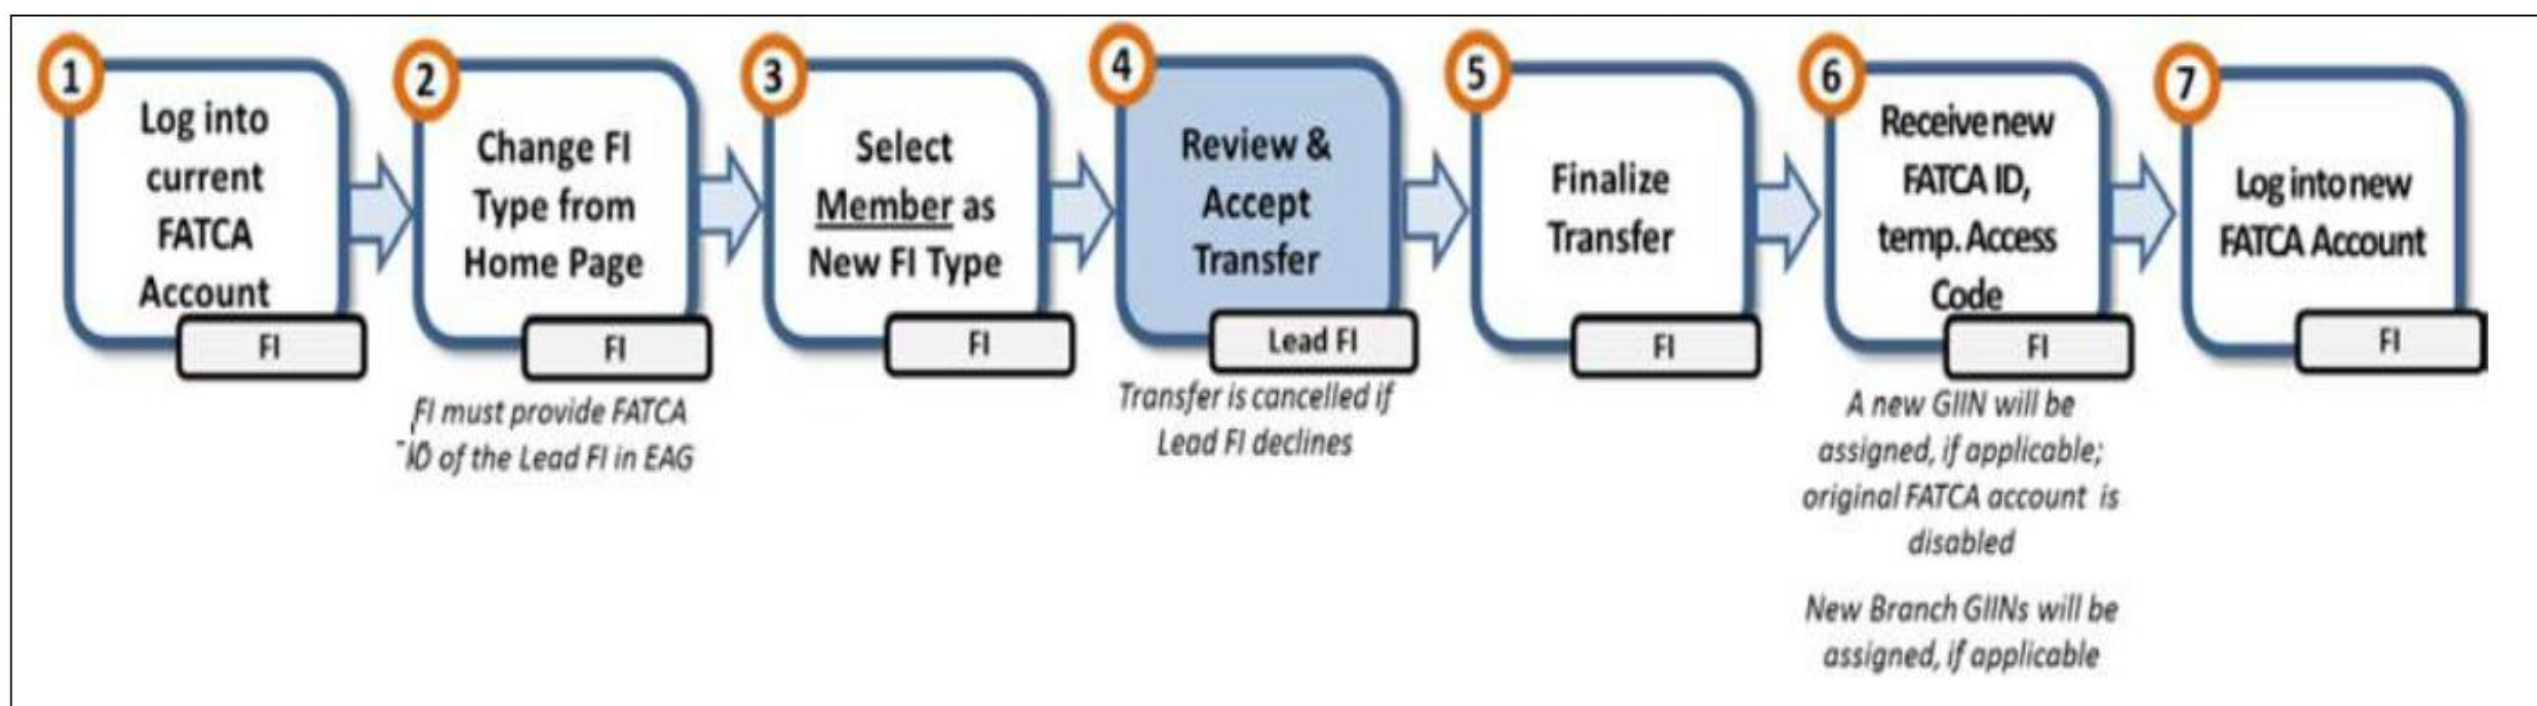 1
Log into
current
FATCA
Account
FI
2
Change FI
Type from
Home Page
FI
FI must provide FATCA
ID of the Lead FI in EAG
3
Select
Member as
New FI Type
FI
4
Review &
Accept
Transfer
Lead FI
Transfer is cancelled if
Lead FI declines
5
Finalize
Transfer
FI
6
Receive new
FATCA ID,
temp. Access
Code
FI
A new GIIN will be
assigned, if applicable;
original FATCA account is
disabled
New Branch GIINs will be
assigned, if applicable
7
Log into new
FATCA Account
FI